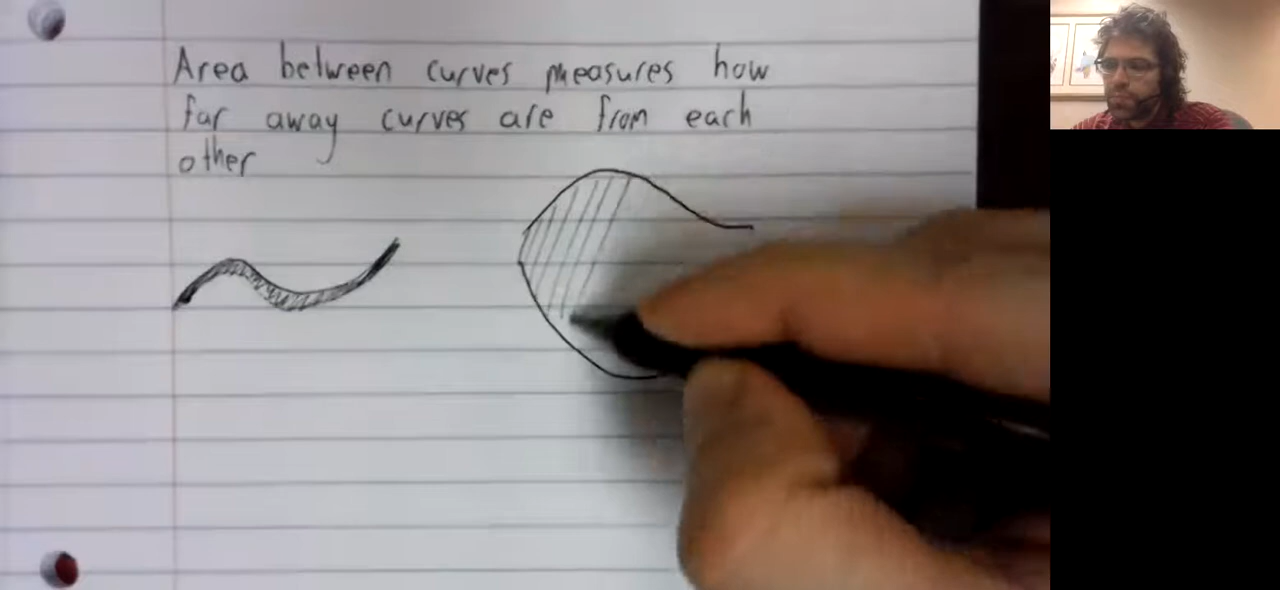 Area between curves measures how
far away curves are from each
other